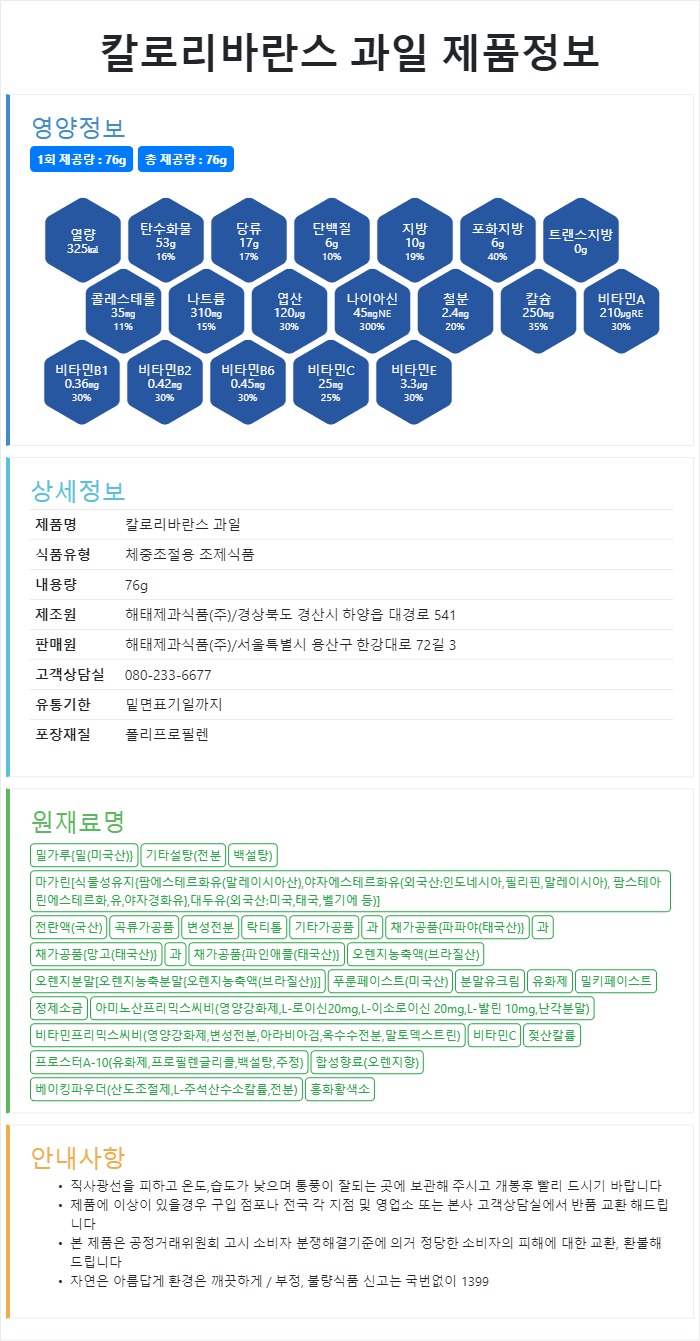 칼로리바란스 과일 제품정보
영양정보
1회 제공량 : 76g 총 제공량 : 76g
열량
325㎉
탄수화물
53g
16%
당류
17g
17%
단백질
6g
10%
지방
10g
19%
포화지방
6g
40%
트랜스지방
0g
콜레스테롤
35㎎
11%
나트륨
310㎎
15%
엽산
120㎍
30%
나이아신
45㎎NE
300%
철분
2.4㎎
20%
칼슘
250㎎
35%
비타민A
210㎍RE
30%
비타민B1
0.36㎎
30%
비타민B2
0.42㎎
30%
비타민B6
0.45㎎
30%
비타민C
25㎎
25%
비타민E
3.3㎍
30%
상세정보
제품명 칼로리바란스 과일
식품유형 체중조절용 조제식품
내용량 76g
제조원 해태제과식품(주)/경상북도 경산시 하양읍 대경로 541
판매원 해태제과식품(주)/서울특별시 용산구 한강대로 72길 3
고객상담실 080-233-6677
유통기한 밑면표기일까지
포장재질 폴리프로필렌
원재료명
밀가루{밀(미국산)} 기타설탕(전분 백설탕)
마가린[식물성유지{팜에스테르화유(말레이시아산),야자에스테르화유(외국산:인도네시아,필리핀,말레이시아), 팜스테아
린에스테르화,유,야자경화유},대두유(외국산:미국,태국,벨기에 등)]
전란액(국산) 곡류가공품 변성전분 락티톨 기타가공품 과 채가공품{파파야(태국산)} 과
채가공품{망고(태국산)} 과 채가공품{파인애플(태국산)} 오렌지농축액(브라질산)
오렌지분말[오렌지농축분말{오렌지농축액(브라질산)}] 푸룬페이스트(미국산) 분말유크림 유화제 밀키페이스트
정제소금 아미노산프리믹스씨비(영양강화제,L-로이신20mg,L-이소로이신 20mg,L-발린 10mg,난각분말)
비타민프리믹스씨비(영양강화제,변성전분,아라비아검,옥수수전분,말토덱스트린) 비타민C 젖산칼륨
프로스터A-10(유화제,프로필렌글리콜,백설탕,주정) 합성향료(오렌지향)
베이킹파우더(산도조절제,L-주석산수소칼륨,전분) 홍화황색소
안내사항
• 직사광선을 피하고 온도,습도가 낮으며 통풍이 잘되는 곳에 보관해 주시고 개봉후 빨리 드시기 바랍니다
• 제품에 이상이 있을경우 구입 점포나 전국 각 지점 및 영업소 또는 본사 고객상담실에서 반품 교환 해드립
니다
• 본 제품은 공정거래위원회 고시 소비자 분쟁해결기준에 의거 정당한 소비자의 피해에 대한 교환, 환불해
드립니다
• 자연은 아름답게 환경은 깨끗하게 / 부정, 불량식품 신고는 국번없이 1399